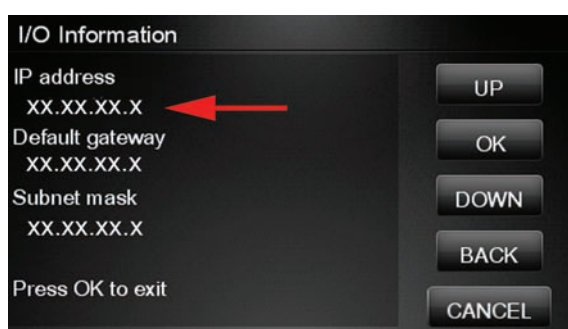 I/O Information
IP address
XX.XX.XX.X
Default gateway
XX.XX.XX.X
Subnet mask
XX.XX.XX.X
Press OK to exit
UP
OK
DOWN
BACK
CANCEL